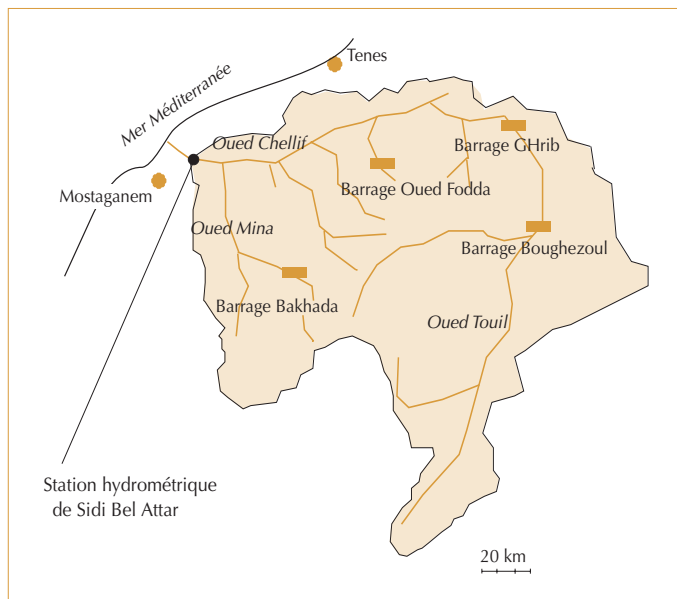 Tenes
Mer Méditerranée
Oued Chellif
Barrage GHrib
Barrage Oued Fodda
Mostaganem
Oued Mina
Barrage Boughezoul
Barrage Bakhada
Oued Touil
Station hydrométrique
de Sidi Bel Attar
20 km